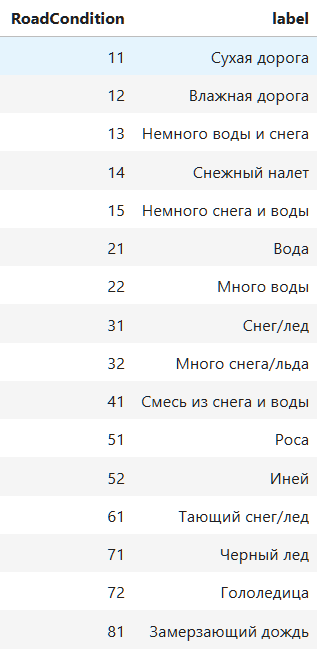 RoadCondition label
11 Сухая дорога
12 Влажная дорога
13 Немного воды и снега
14 Снежный налет
15 Немного снега и воды
21 Вода
22 Много воды
31 Снег/лед
32 Много снега/льда
41 Смесь из снега и воды
51 Роса
52 Иней
61 Тающий снег/лед
71 Черный лед
72 Гололедица
81 Замерзающий дождь